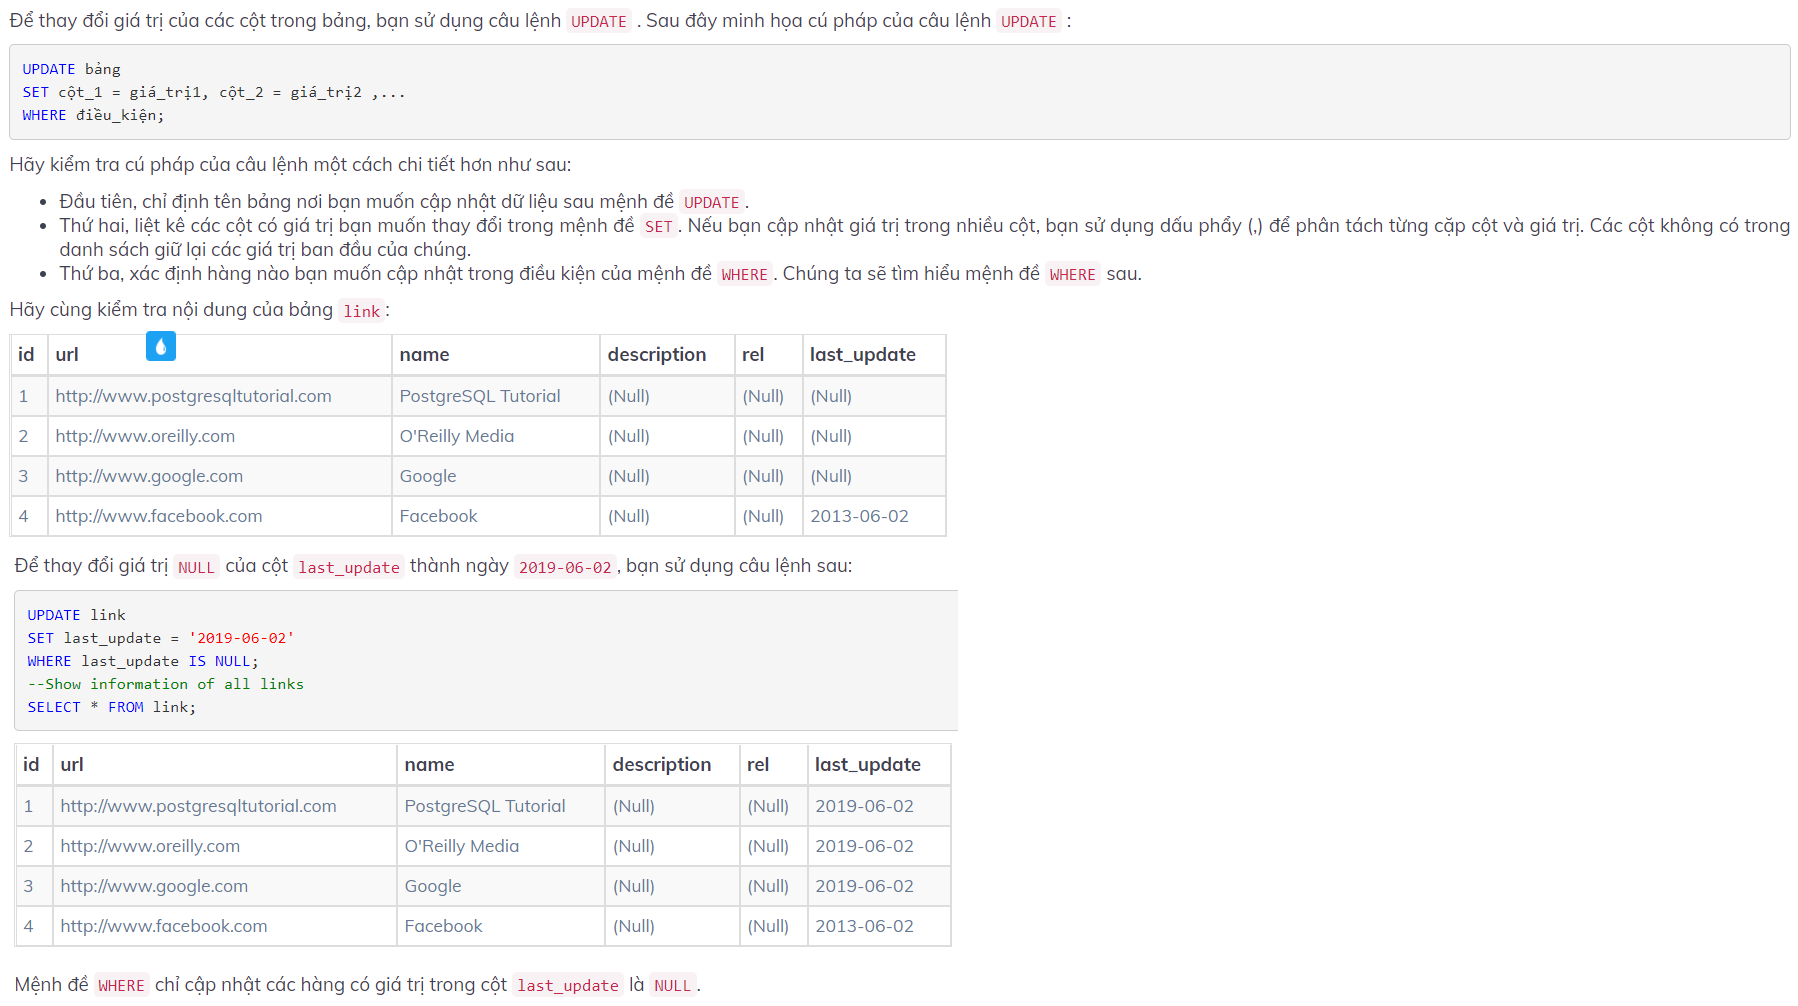 Để thay đổi giá trị của các cột trong bảng, bạn sử dụng câu lệnh UPDATE . Sau đây minh họa cú pháp của câu lệnh UPDATE :
UPDATE bảng
SET cột_1 = giá_trị1, cột_2 = giá_trị2 ,...
WHERE điều_kiện;
Hãy kiểm tra cú pháp của câu lệnh một cách chi tiết hơn như sau:
• Đầu tiên, chỉ định tên bảng nơi bạn muốn cập nhật dữ liệu sau mệnh đề UPDATE.
• Thứ hai, liệt kê các cột có giá trị bạn muốn thay đổi trong mệnh đề SET. Nếu bạn cập nhật giá trị trong nhiều cột, bạn sử dụng dấu phẩy (,) để phân tách từng cặp cột và giá trị. Các cột không có trong
danh sách giữ lại các giá trị ban đầu của chúng.
• Thứ ba, xác định hàng nào bạn muốn cập nhật trong điều kiện của mệnh đề WHERE. Chúng ta sẽ tìm hiểu mệnh đề WHERE sau.
Hãy cùng kiểm tra nội dung của bảng link:
id url name description rel last_update
1 http://www.postgresqltutorial.com PostgreSQL Tutorial (Null) (Null) (Null)
2 http://www.oreilly.com O'Reilly Media (Null) (Null) (Null)
3 http://www.google.com Google (Null) (Null) (Null)
4 http://www.facebook.com Facebook (Null) (Null) 2013-06-02
Để thay đổi giá trị NULL của cột last_update thành ngày 2019-06-02, bạn sử dụng câu lệnh sau:
UPDATE link
SET last_update = '2019-06-02'
WHERE last_update IS NULL;
--Show information of all links
SELECT * FROM link;
id url name description rel last_update
1 http://www.postgresqltutorial.com PostgreSQL Tutorial (Null) (Null) 2019-06-02
2 http://www.oreilly.com O'Reilly Media (Null) (Null) 2019-06-02
3 http://www.google.com Google (Null) (Null) 2019-06-02
4 http://www.facebook.com Facebook (Null) (Null) 2013-06-02
Mệnh đề WHERE chỉ cập nhật các hàng có giá trị trong cột last_update là NULL.